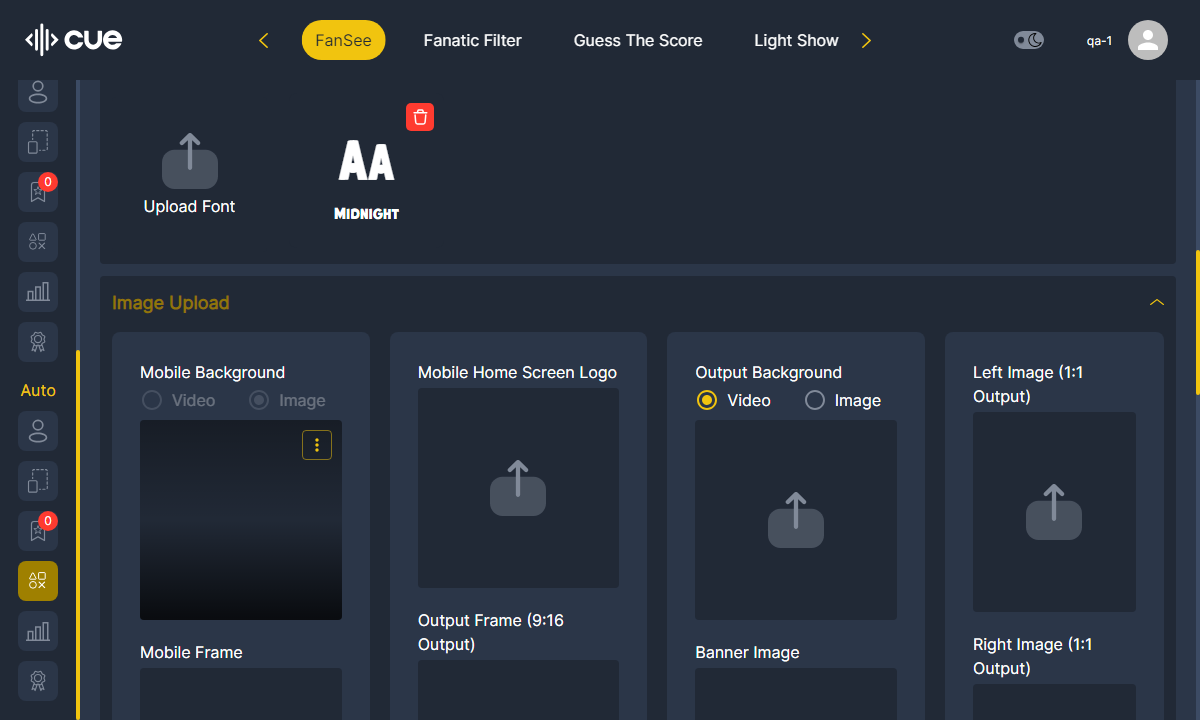 cue
FanSee
Fanatic Filter
Guess The Score
Light Show
qa-1
0
Auto
0
AA
Upload Font
Midnight
Image Upload
Mobile Background
Video
Image
Mobile Frame
Mobile Home Screen Logo
Output Frame (9:16
Output)
Output Background
Video
Image
Banner Image
Left Image (1:1
Output)
Right Image (1:1
Output)